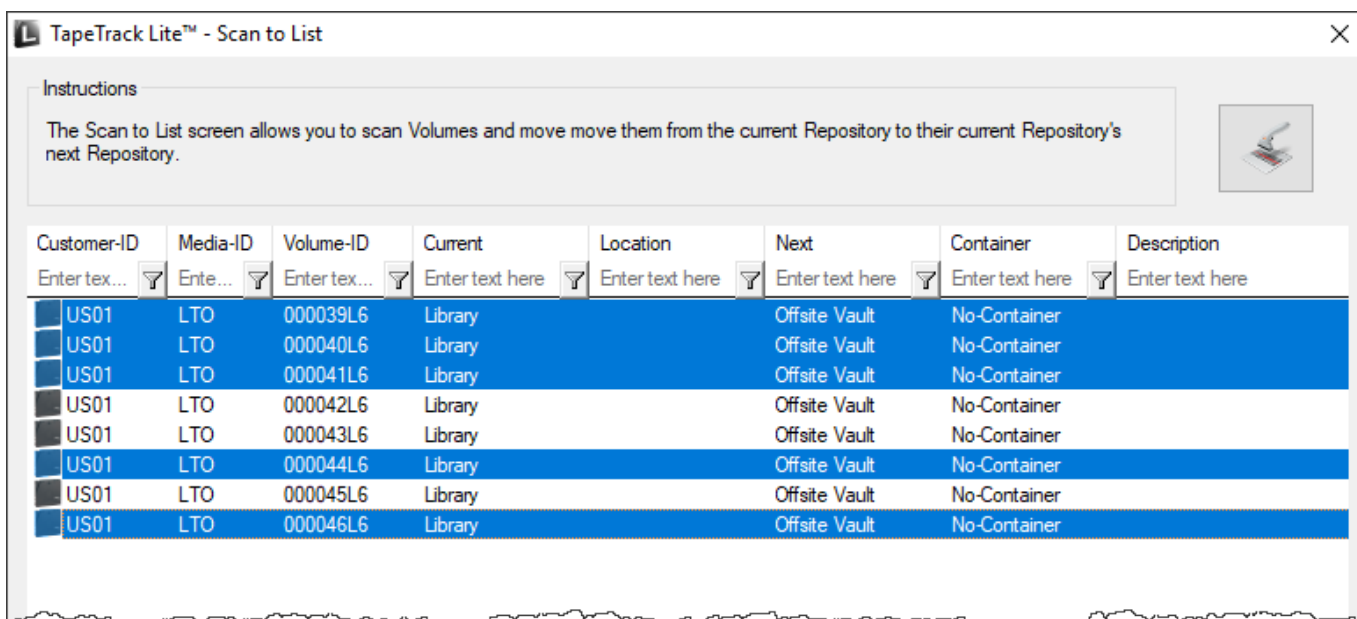 TapeTrack Lite™ - Scan to List
Instructions
The Scan to List screen allows you to scan Volumes and move move them from the current Repository to their current Repository's
next Repository.
Customer-ID Media-ID Volume-ID Current Location Next Container Description
Enter tex... Ente... Enter tex... Enter text here Enter text here Enter text here Enter text here Enter text here
US01 LTO 000039L6 Library Offsite Vault No-Container
US01 LTO 000040L6 Library Offsite Vault No-Container
US01 LTO 000041L6 Library Offsite Vault No-Container
US01 LTO 000042L6 Library Offsite Vault No-Container
US01 LTO 000043L6 Library Offsite Vault No-Container
US01 LTO 000044L6 Library Offsite Vault No-Container
US01 LTO 000045L6 Library Offsite Vault No-Container
US01 LTO 000046L6 Library Offsite Vault No-Container